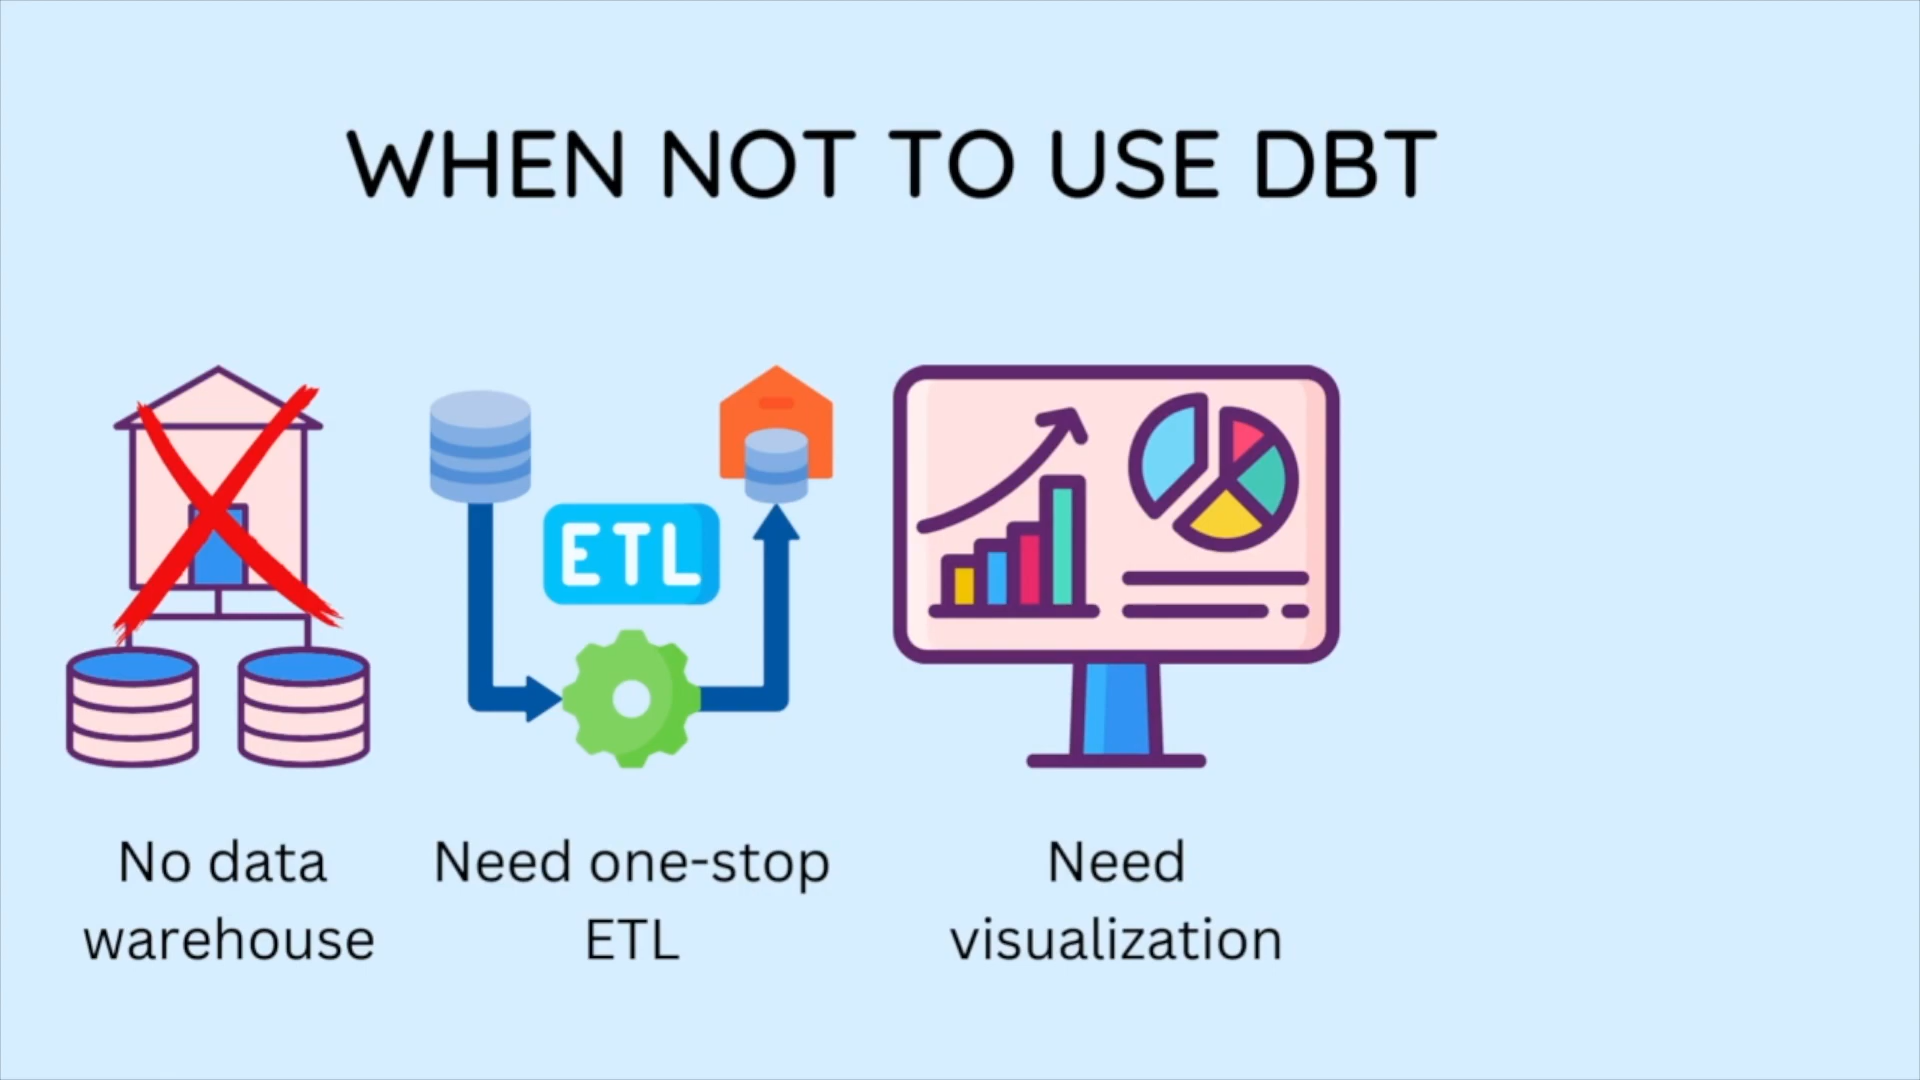 WHEN NOT TO USE DBT
ETL
No data
warehouse
Need one-stop
ETL
Need
visualization